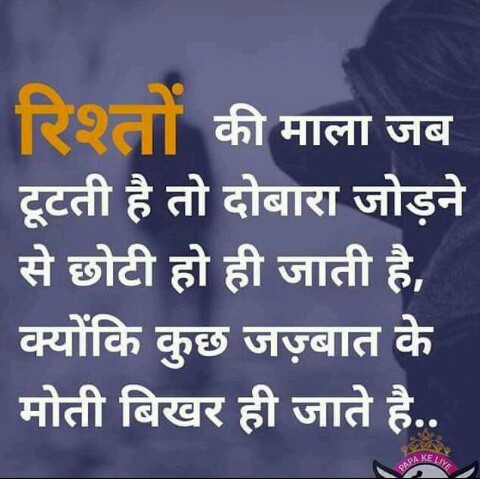 रिश्तों की माला जब
टूटती है तो दोबारा जोड़ने
से छोटी हो ही जाती है,
क्योंकि कुछ जज़्बात के
मोती बिखर ही जाते है..
PAPA KE LIYE